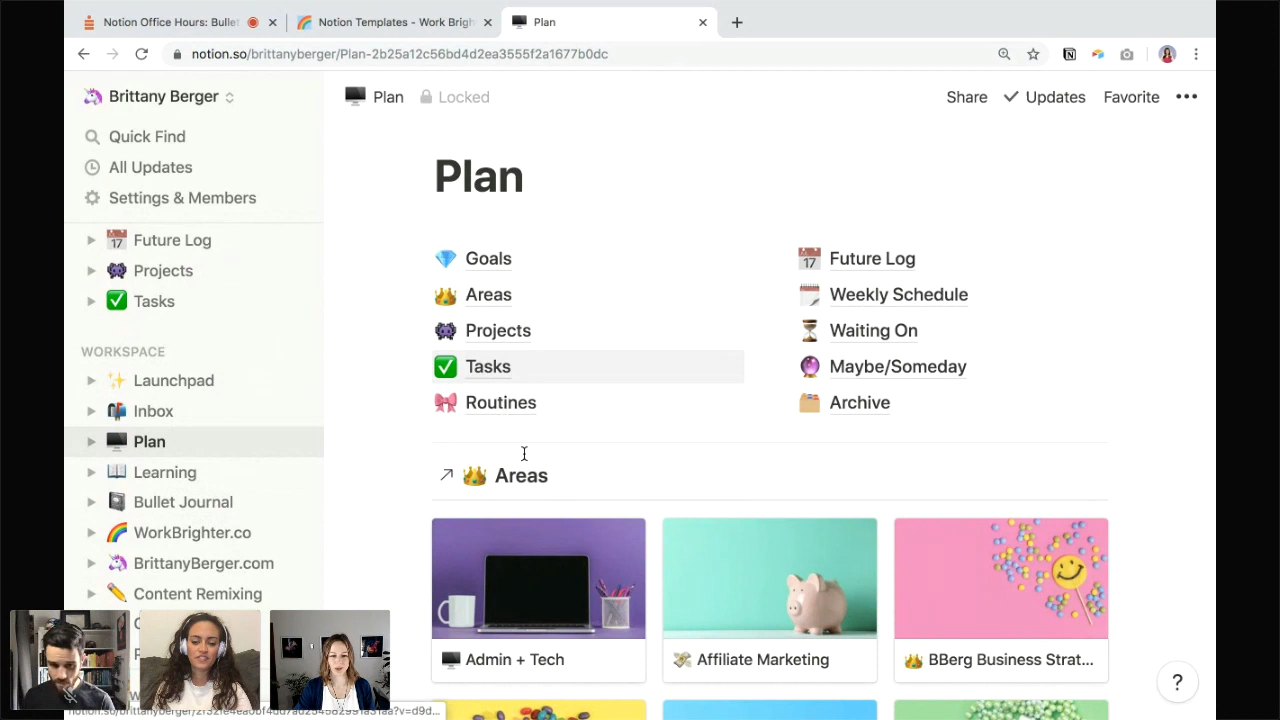 Notion Office Hours: Bullet
Notion Templates - Work Brigh
Plan
notion.so/brittanyberger/Plan-2b25a12c56bd4d2ea3555f2a1677b0dc
Brittany Berger
Plan
Locked
Share
Updates
Favorite
Quick Find
All Updates
Settings & Members
17 Future Log
Projects
Tasks
WORKSPACE
Launchpad
Inbox
Plan
Learning
Bullet Journal
WorkBrighter.co
BrittanyBerger.com
Content Remixing
Plan
Goals
Areas
Projects
Tasks
Routines
17 Future Log
Weekly Schedule
Waiting On
Maybe/Someday
Archive
Areas
Admin + Tech
Affiliate Marketing
BBerg Business Strat...
?